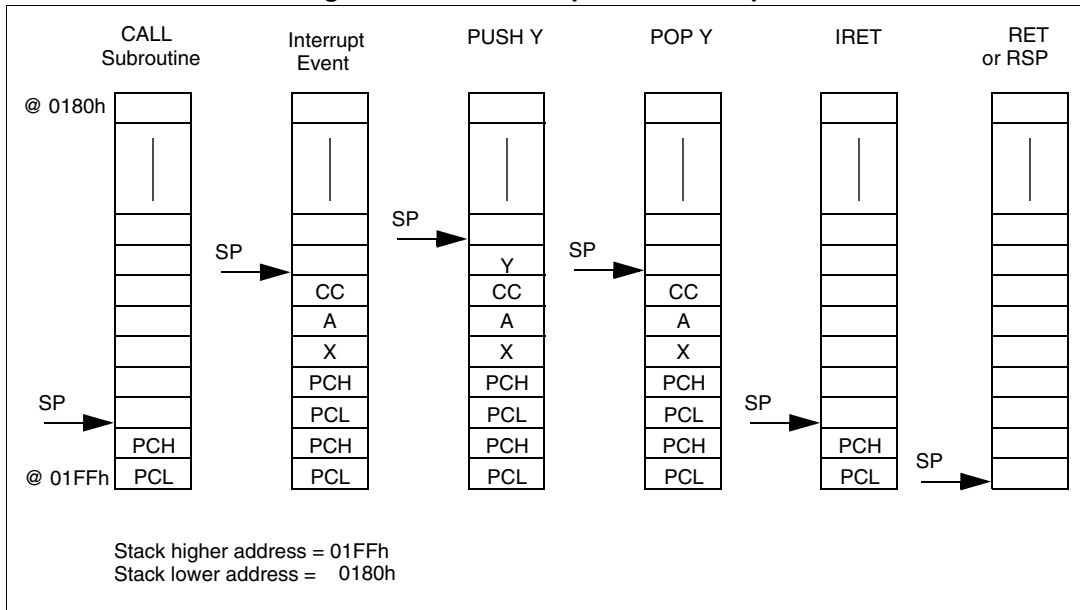 CALL
Subroutine
Interrupt
Event
PUSH Y
POP Y
IRET
RET
or RSP
@ 0180h
SP
SP
SP
Y
CC
CC
CC
A
A
A
X
X
X
PCH
PCH
PCH
SP
SP
PCL
PCL
PCL
PCH
PCH
PCH
PCH
PCH
SP
@ 01FFh
PCL
PCL
PCL
PCL
PCL
Stack higher address = 01FFh
Stack lower address = 0180h